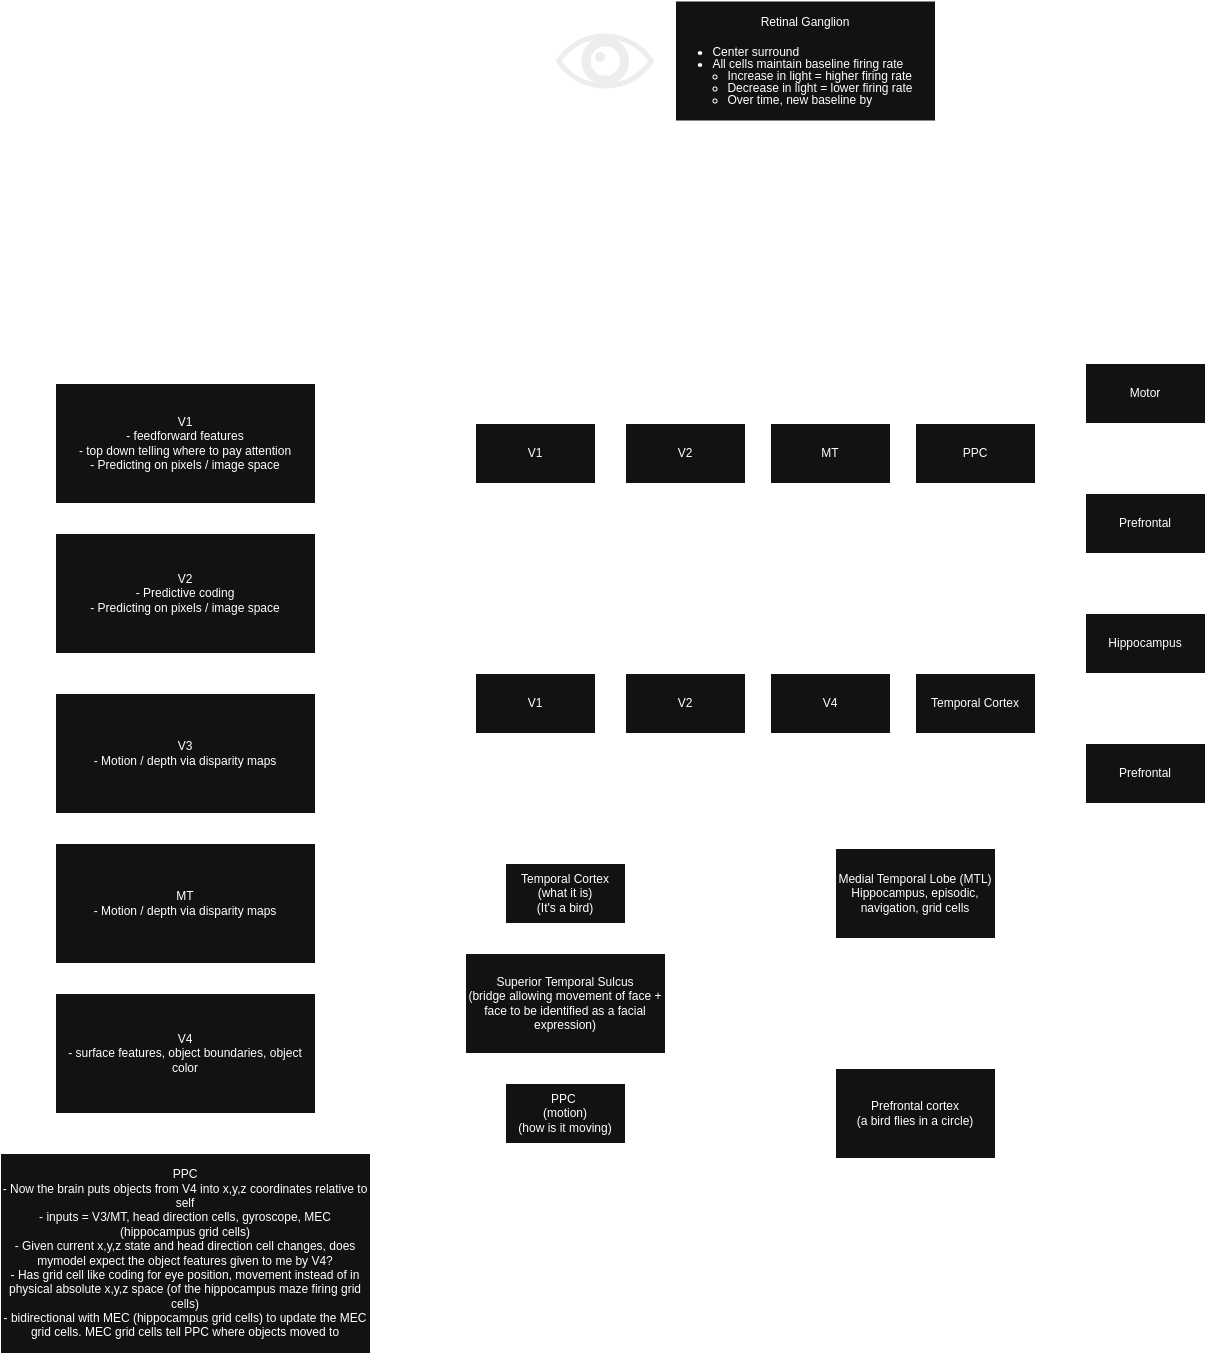 Retinal Ganglion
Center surround
All cells maintain baseline firing rate
Increase in light = higher firing rate
Decrease in light = lower firing rate
Over time, new baseline by
V1
- feedforward features
- top down telling where to pay attention
- Predicting on pixels / image space
V2
- Predictive coding
- Predicting on pixels / image space
V3
- Motion / depth via disparity maps
MT
- Motion / depth via disparity maps
V4
- surface features, object boundaries, object
color
PPC
- Now the brain puts objects from V4 into x,y,z coordinates relative to
self
- inputs = V3/MT, head direction cells, gyroscope, MEC
(hippocampus grid cells)
- Given current x,y,z state and head direction cell changes, does
mymodel expect the object features given to me by V4?
- Has grid cell like coding for eye position, movement instead of in
physical absolute x,y,z space (of the hippocampus maze firing grid
cells)
- bidirectional with MEC (hippocampus grid cells) to update the MEC
grid cells. MEC grid cells tell PPC where objects moved to
V1
V2
MT
PPC
V1
V2
V4
Temporal Cortex
Motor
Prefrontal
Hippocampus
Prefrontal
Temporal Cortex
(what it is)
(It's a bird)
Superior Temporal Sulcus
(bridge allowing movement of face +
face to be identified as a facial
expression)
PPC
(motion)
(how is it moving)
Medial Temporal Lobe (MTL)
Hippocampus, episodic,
navigation, grid cells
Prefrontal cortex
(a bird flies in a circle)